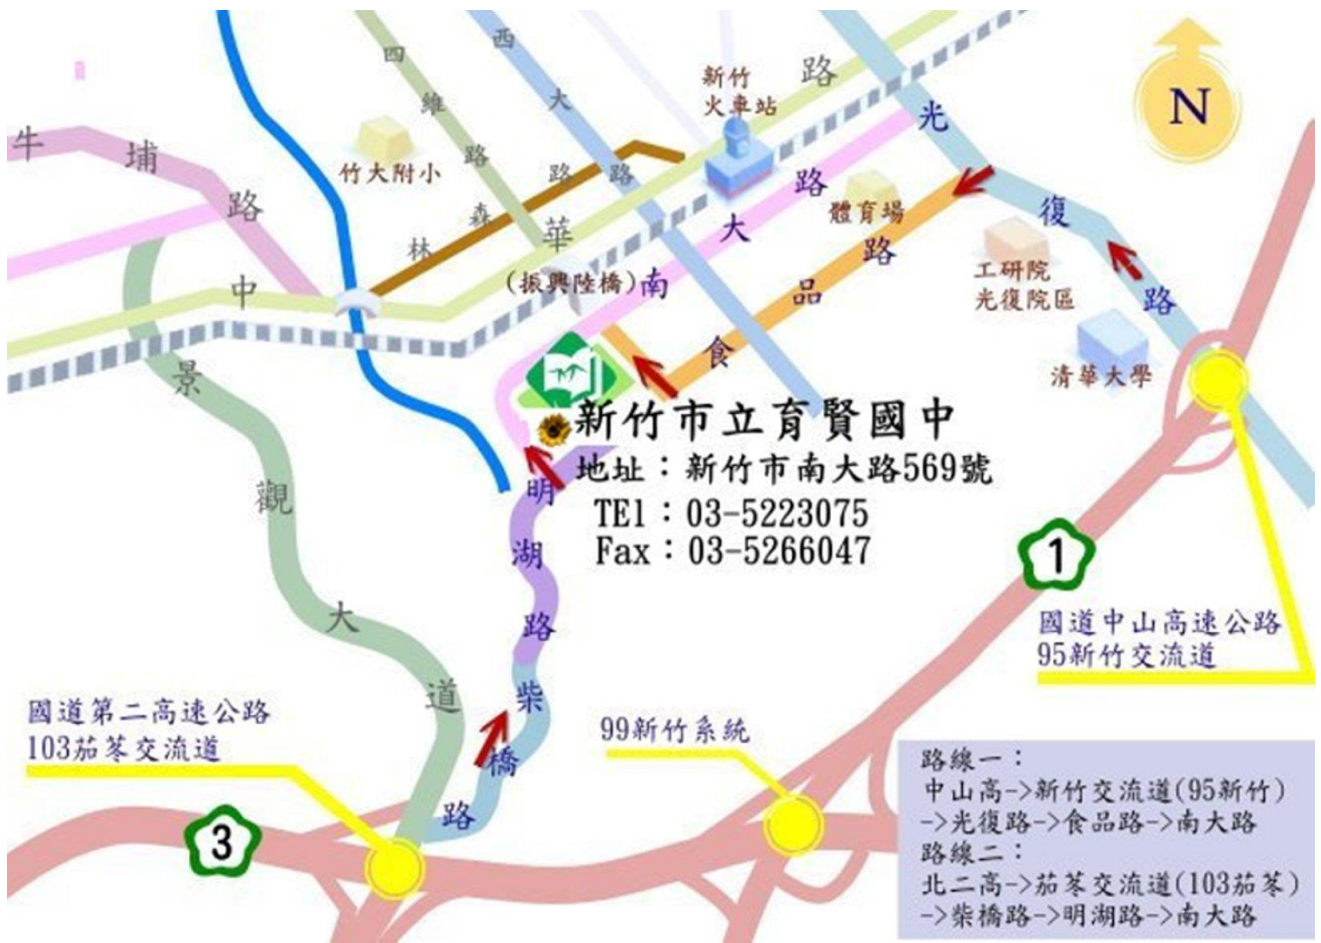 四維路
西大路
新竹
火車站
中華路
N
牛埔路
竹大附小
林森路
光復路
南大路
體育場
食品路
工研院
光復院區
(振興陸橋)
清華大學
景觀大道
新竹市立育賢國中
地址：新竹市南大路569號
TEl：03-5223075
Fax：03-5266047
明湖路
1
國道中山高速公路
95新竹交流道
柴橋路
國道第二高速公路
103茄苳交流道
99新竹系統
3
路線一：
中山高->新竹交流道(95新竹)
->光復路->食品路->南大路
路線二：
北二高->茄苳交流道(103茄苳)
->柴橋路->明湖路->南大路